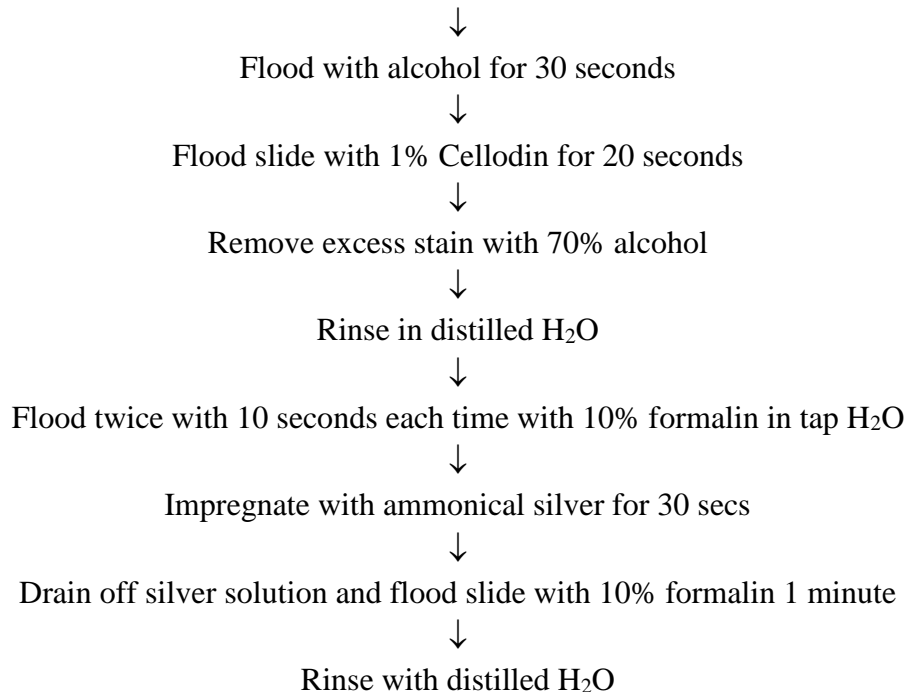 ↓
Flood with alcohol for 30 seconds
↓
Flood slide with 1% Cellodin for 20 seconds
↓
Remove excess stain with 70% alcohol
↓
Rinse in distilled H₂O
↓
Flood twice with 10 seconds each time with 10% formalin in tap H₂O
↓
Impregnate with ammonical silver for 30 secs
↓
Drain off silver solution and flood slide with 10% formalin 1 minute
↓
Rinse with distilled H₂O